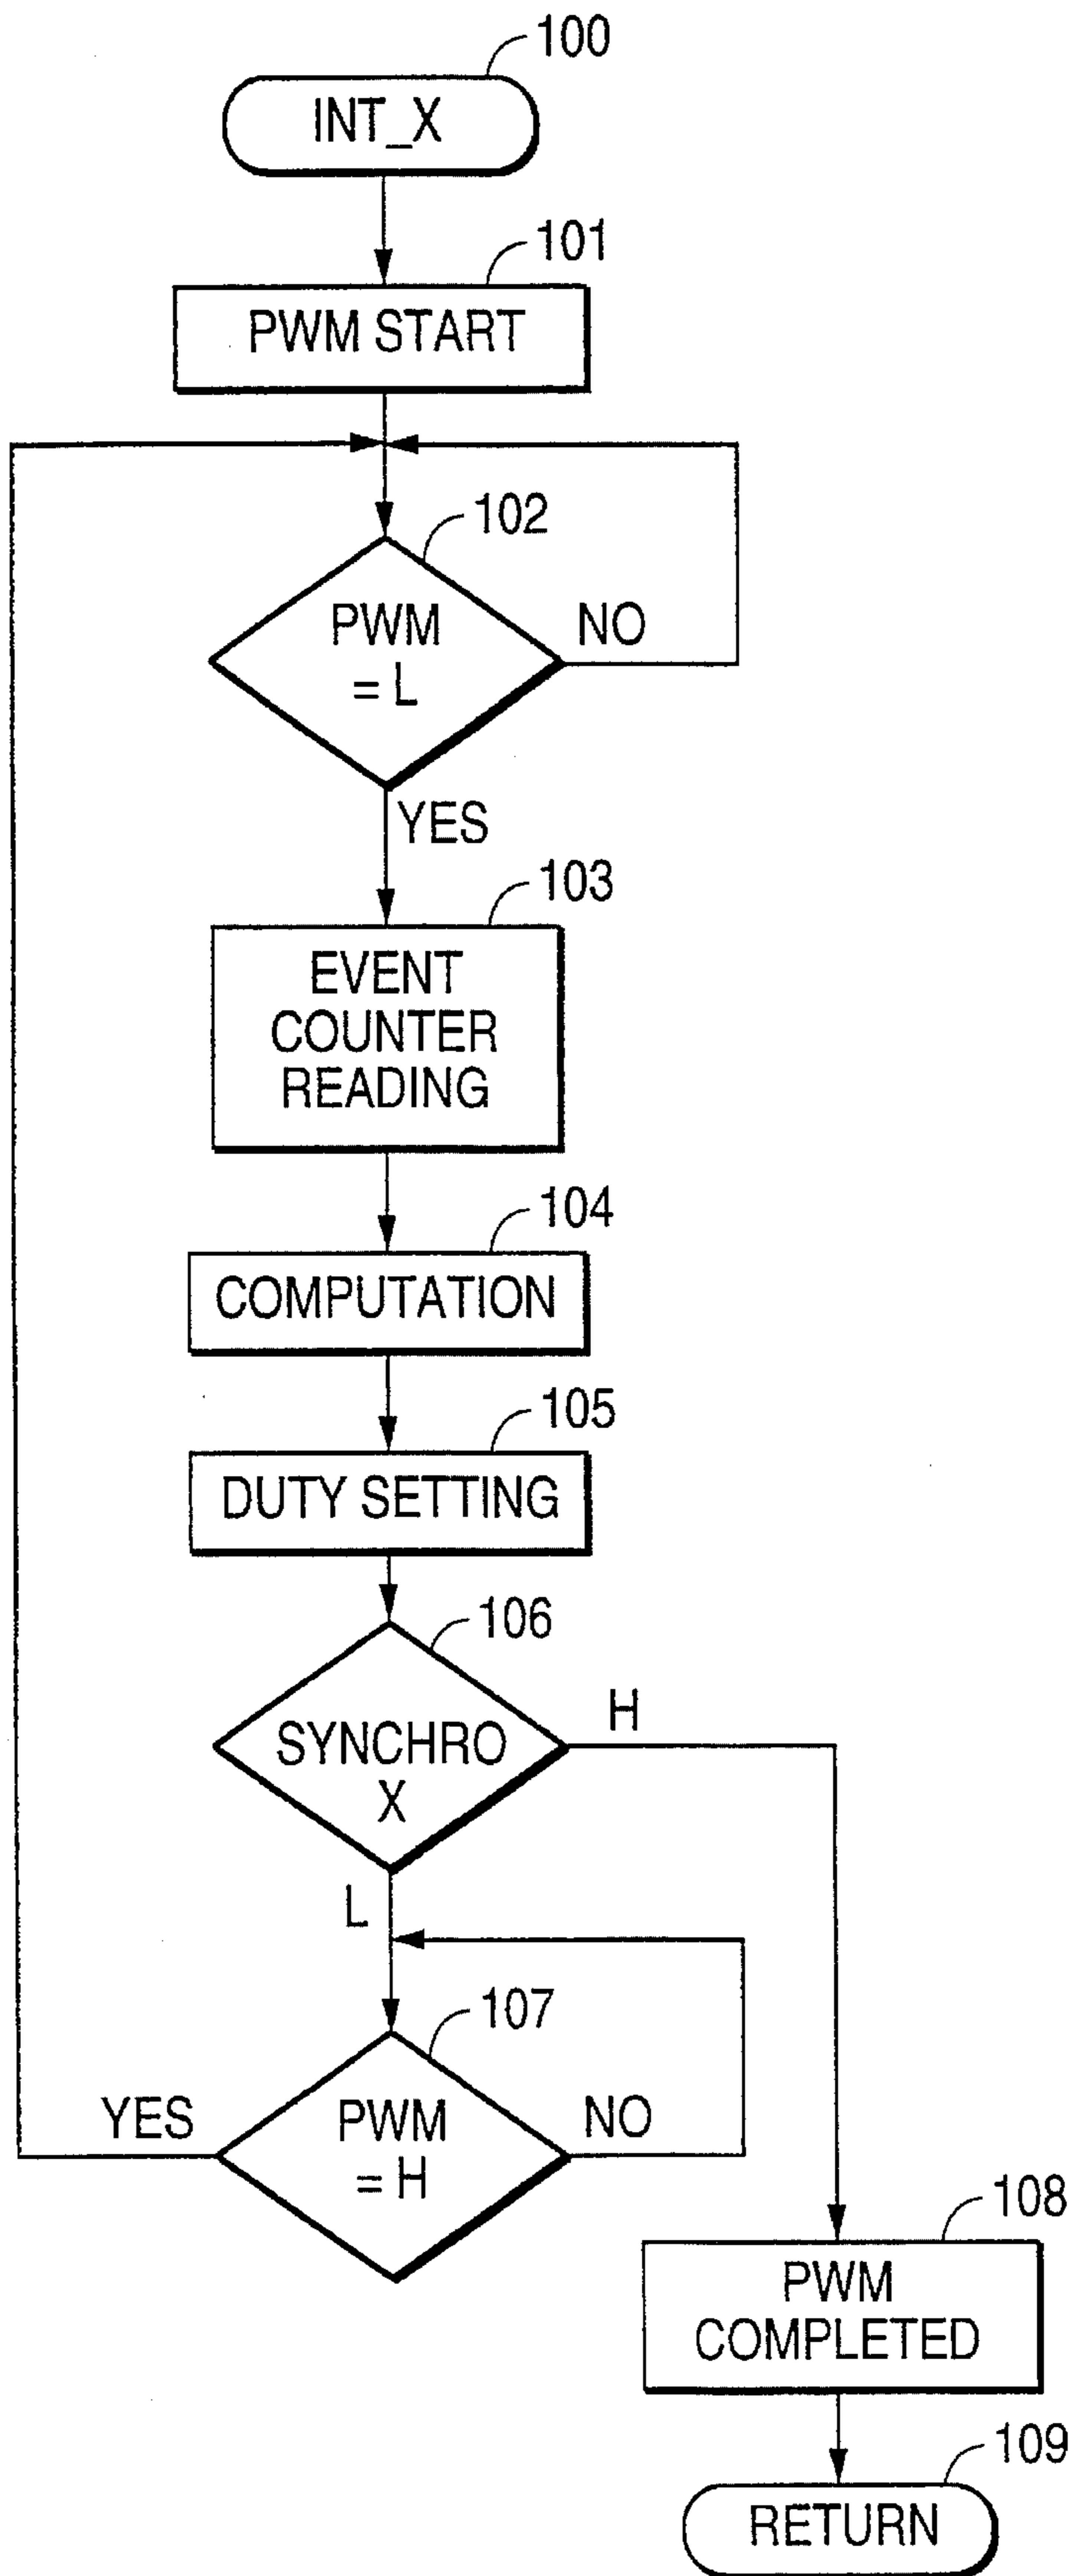 100
INT_X
101
PWM START
102
PWM
= L
NO
YES
103
EVENT
COUNTER
READING
104
COMPUTATION
105
DUTY SETTING
106
SYNCHRO
X
H
L
107
PWM
= H
YES
NO
108
PWM
COMPLETED
109
RETURN